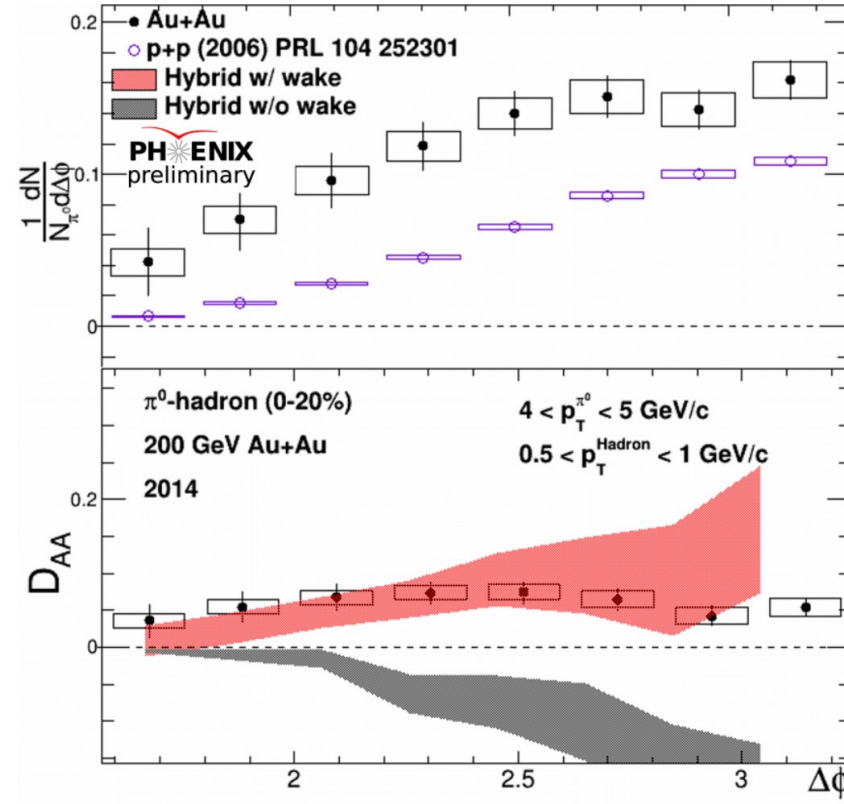 0.2
Au+Au
p+p (2006) PRL 104 252301
Hybrid w/ wake
Hybrid w/o wake
PHENIX
preliminary
0.1
1 dN
N_π⁰ dΔϕ
0
π⁰-hadron (0-20%)
4 < p_T^π⁰ < 5 GeV/c
200 GeV Au+Au
0.5 < p_T^Hadron < 1 GeV/c
2014
0.2
D_AA
0
2
2.5
3
Δϕ